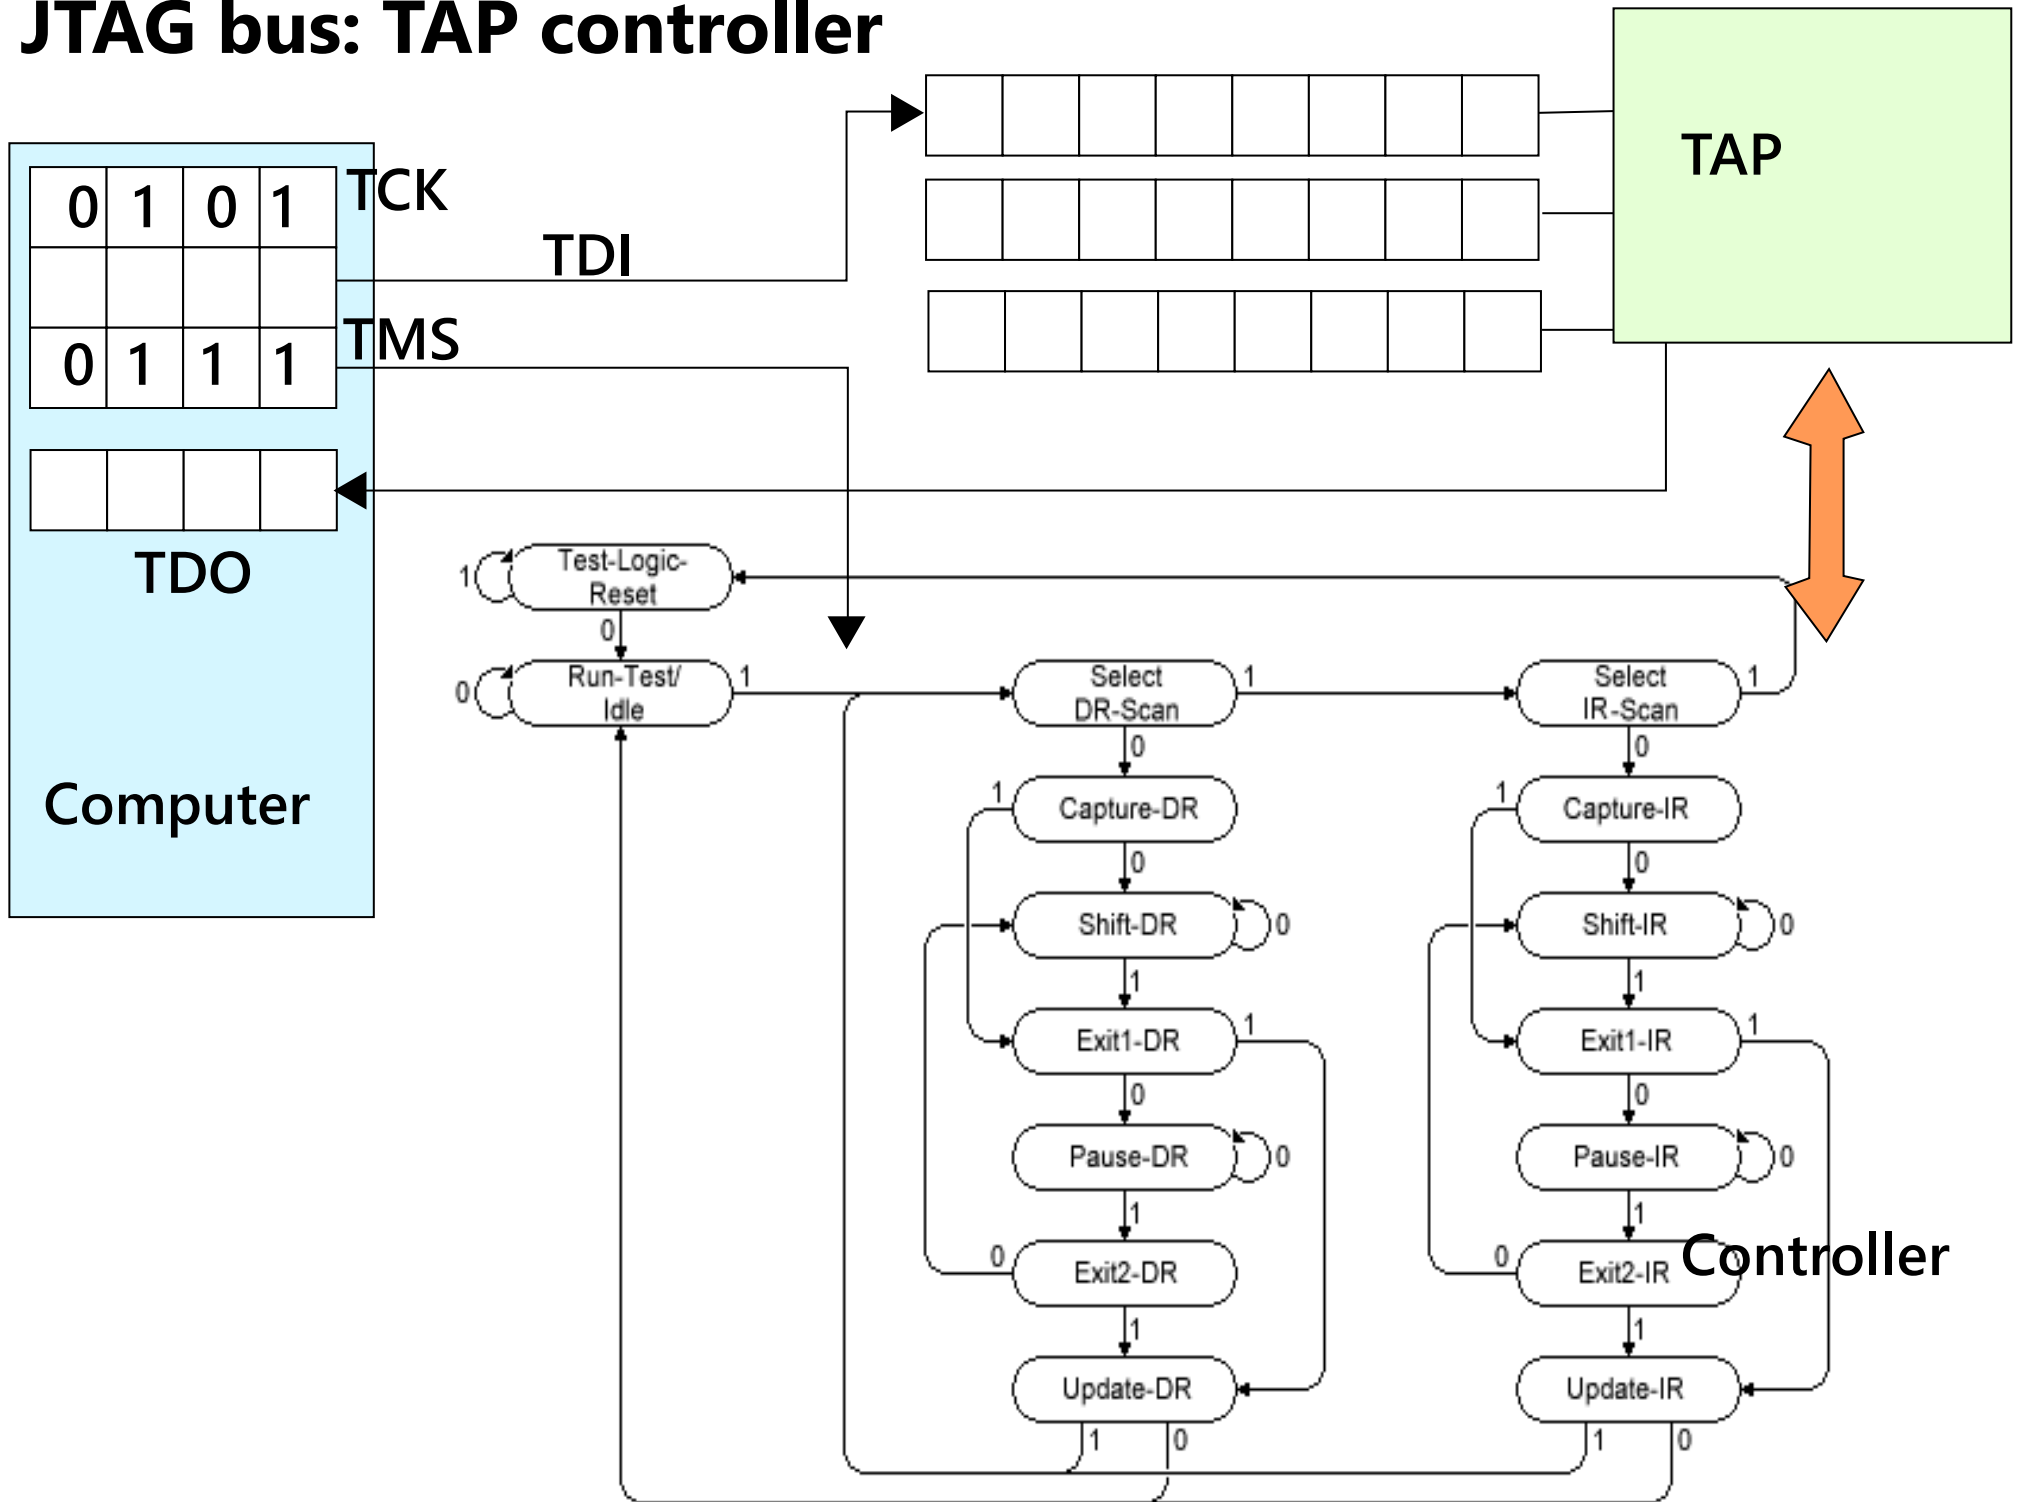 JTAG bus: TAP controller
TAP
0 1 0 1
TCK
TDI
TMS
0 1 1 1
TDO
Computer
Test-Logic-
Reset
1
0
Run-Test/
Idle
0
1
Select
DR-Scan
1
0
Select
IR-Scan
1
0
Capture-DR
1
0
Capture-IR
1
0
Shift-DR
0
1
Shift-IR
0
1
Exit1-DR
1
0
Exit1-IR
1
0
Pause-DR
0
1
Pause-IR
0
1
Exit2-DR
0
1
Exit2-IR
0
1
Controller
Update-DR
1
0
Update-IR
1
0